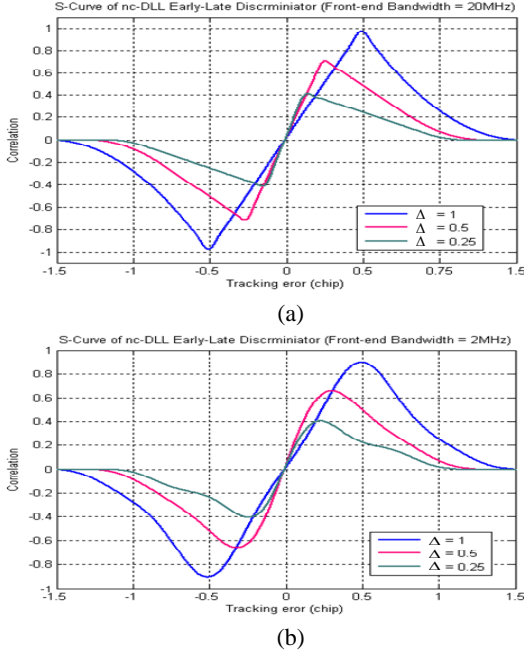 S-Curve of nc-DLL Early-Late Discrminiator (Front-end Bandwidth = 20MHz)
1
0.8
0.6
0.4
0.2
0
-0.2
-0.4
-0.6
-0.8
-1
Correlation
Δ = 1
Δ = 0.5
Δ = 0.25
-1.5 -1 -0.5 0 0.5 0.75 1.5
Tracking eror (chip)
(a)
S-Curve of nc-DLL Early-Late Discrminiator (Front-end Bandwidth = 2MHz)
1
0.8
0.6
0.4
0.2
0
-0.2
-0.4
-0.6
-0.8
-1
Correlation
Δ = 1
Δ = 0.5
Δ = 0.25
-1.5 -1 -0.5 0 0.5 0.75 1.5
Tracking eror (chip)
(b)